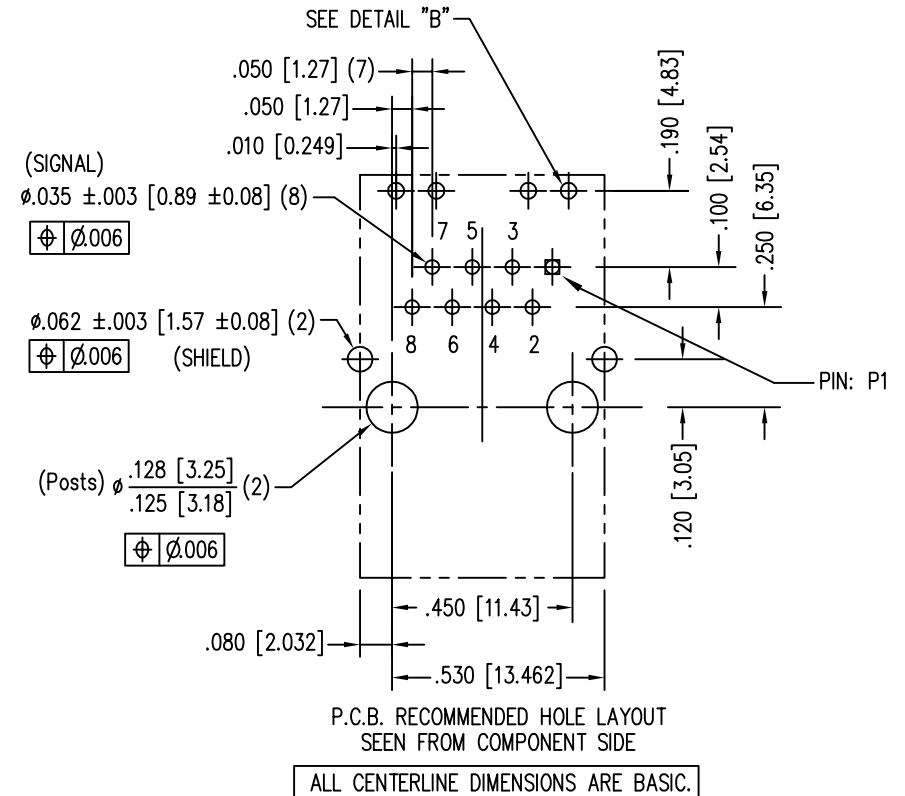 SEE DETAIL "B"
.050 [1.27] (7)
.050 [1.27]
.010 [0.249]
.190 [4.83]
.100 [2.54]
.250 [6.35]
(SIGNAL)
ø.035 ±.003 [0.89 ±0.08] (8)
⌖ Ø.006
7 5 3
8 6 4 2
ø.062 ±.003 [1.57 ±0.08] (2)
⌖ Ø.006 (SHIELD)
PIN: P1
(Posts) ø .128 [3.25] (2)
.125 [3.18]
⌖ Ø.006
.120 [3.05]
.450 [11.43]
.080 [2.032]
.530 [13.462]
P.C.B. RECOMMENDED HOLE LAYOUT
SEEN FROM COMPONENT SIDE
ALL CENTERLINE DIMENSIONS ARE BASIC.